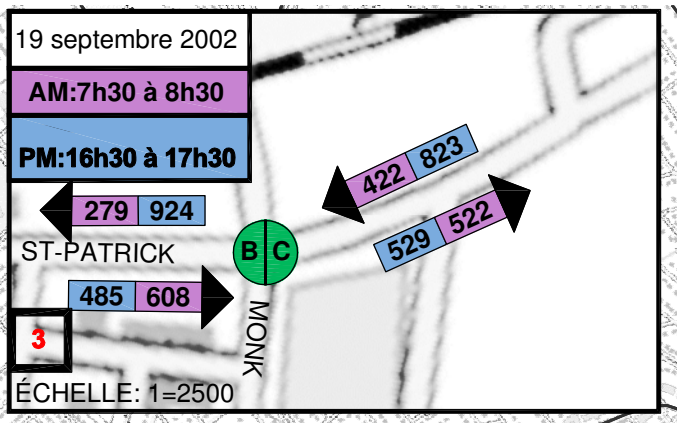 19 septembre 2002
AM:7h30 à 8h30
PM:16h30 à 17h30
422 823
279 924
529 522
ST-PATRICK
B C
485 608
MONK
3
ÉCHELLE: 1=2500